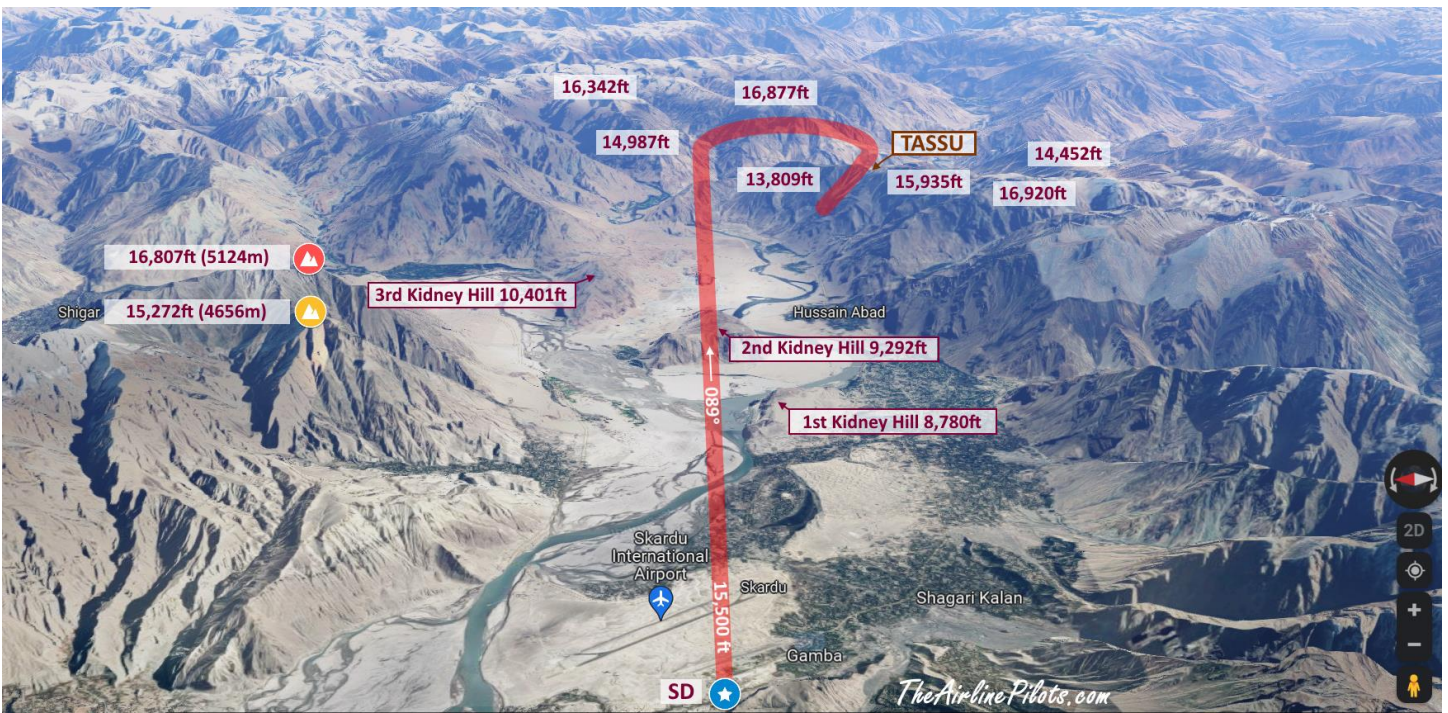 16,342ft
16,877ft
14,987ft
TASSU
14,452ft
13,809ft
15,935ft
16,920ft
16,807ft (5124m)
3rd Kidney Hill 10,401ft
Shigar
15,272ft (4656m)
Hussain Abad
2nd Kidney Hill 9,292ft
089°
1st Kidney Hill 8,780ft
2D
Skardu
International
Airport
Skardu
15,500 ft
Shagari Kalan
Gamba
SD
TheAirlinePilots.com